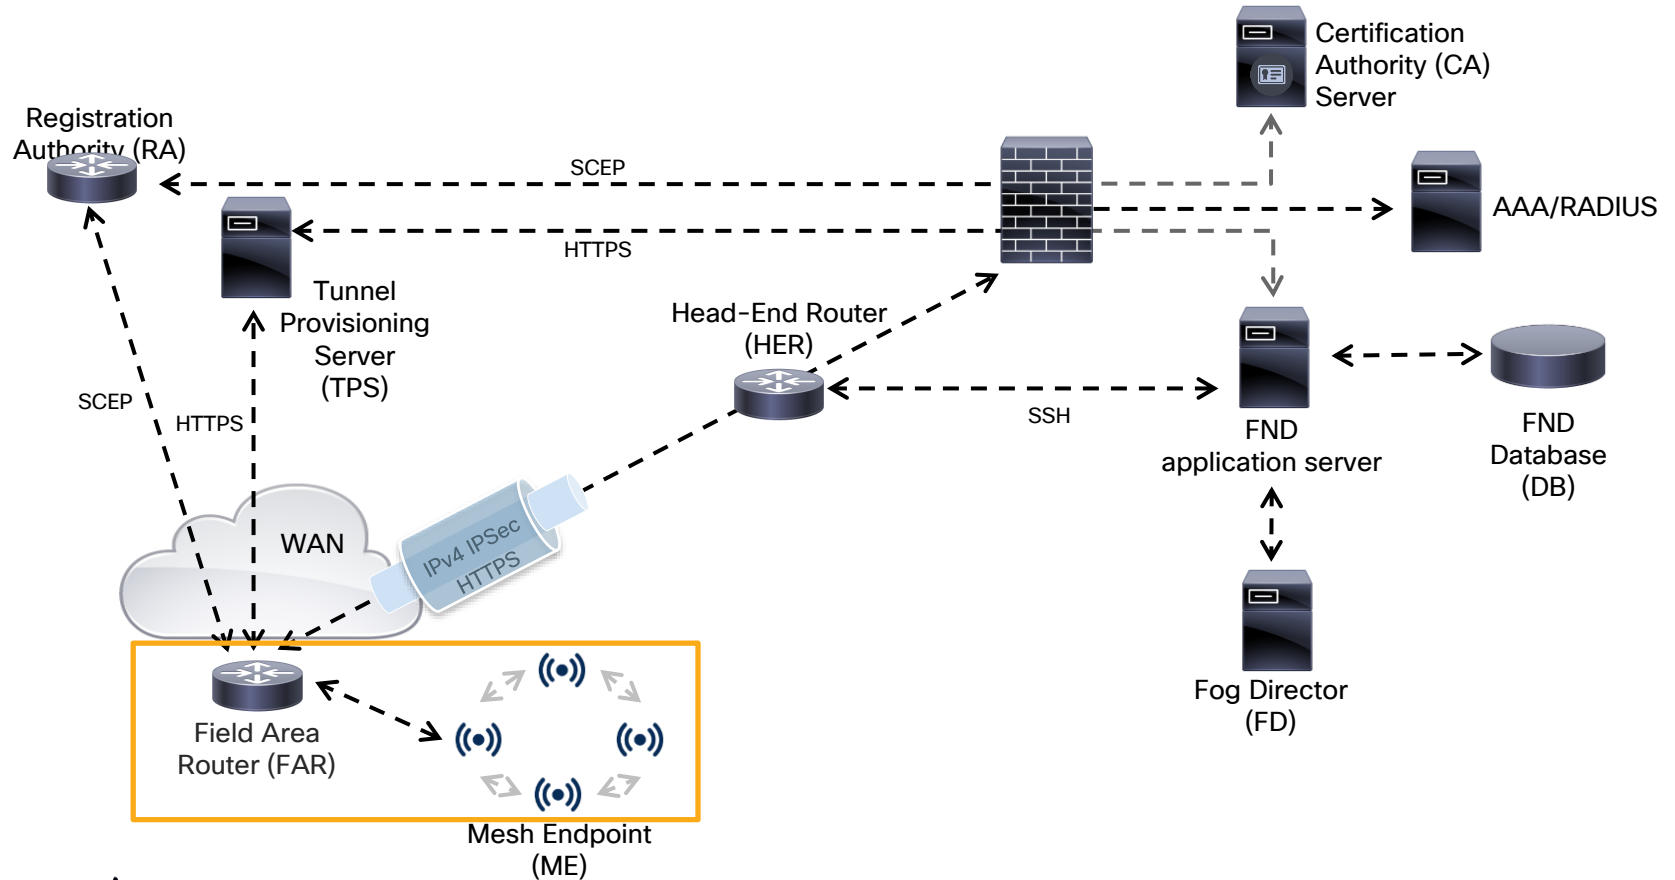 Certification
Authority (CA)
Server
Registration
Authority (RA)
SCEP
AAA/RADIUS
HTTPS
Tunnel
Provisioning
Server
(TPS)
Head-End Router
(HER)
SCEP
HTTPS
SSH
FND
application server
FND
Database
(DB)
WAN
IPv4 IPSec
HTTPS
Fog Director
(FD)
Field Area
Router (FAR)
Mesh Endpoint
(ME)